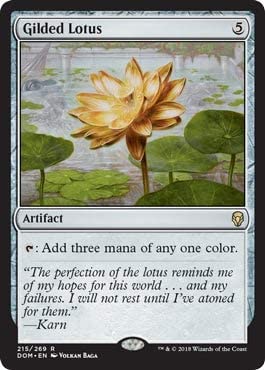 Gilded Lotus 5
Artifact
: Add three mana of any one color.
“The perfection of the lotus reminds me
of my hopes for this world . . . and my
failures. I will not rest until I’ve atoned
for them.”
—Karn
215/269 R
DOM • EN VOLKAN BAGA
™ & © 2018 Wizards of the Coast